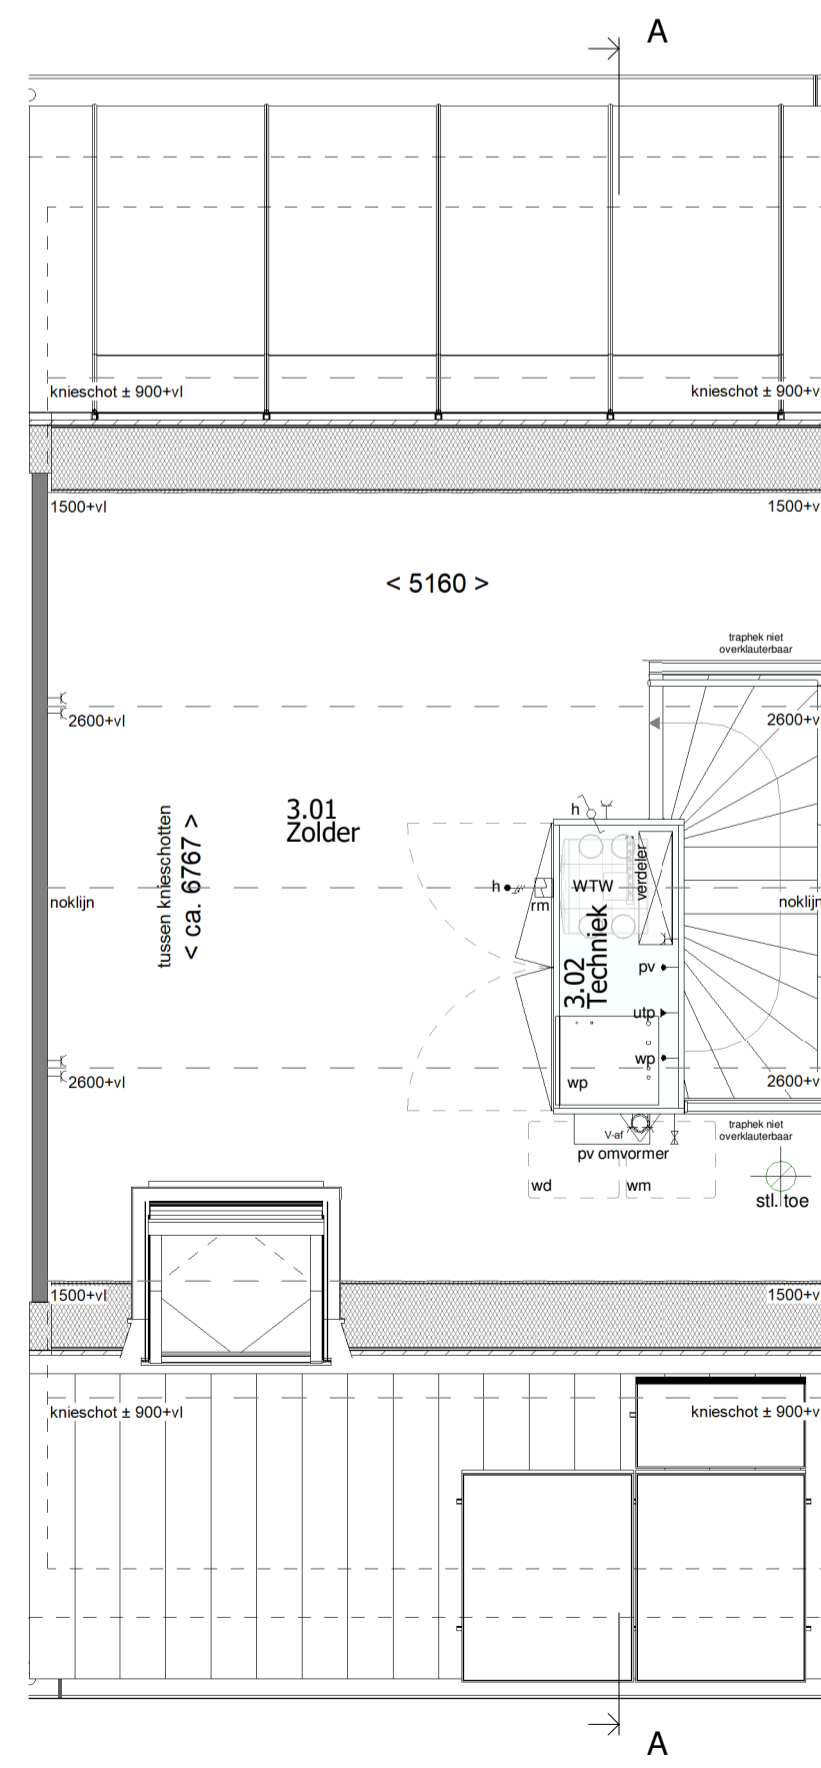 A
knieschot ± 900+vl
knieschot ± 900+v
1500+vl
1500+v
< 5160 >
traphek niet
overklauterbaar
2600+vl
2600+v
3.01
Zolder
tussen knieschotten
< ca. 6767 >
h
h
rm
WTW
verdeler
noklijn
noklijn
3.02
Techniek
pv
utp
wp
wp
2600+vl
2600+v
traphek niet
overklauterbaar
V-af
pv omvormer
wd
wm
stl. toe
1500+vl
1500+v
knieschot ± 900+vl
knieschot ± 900+v
A